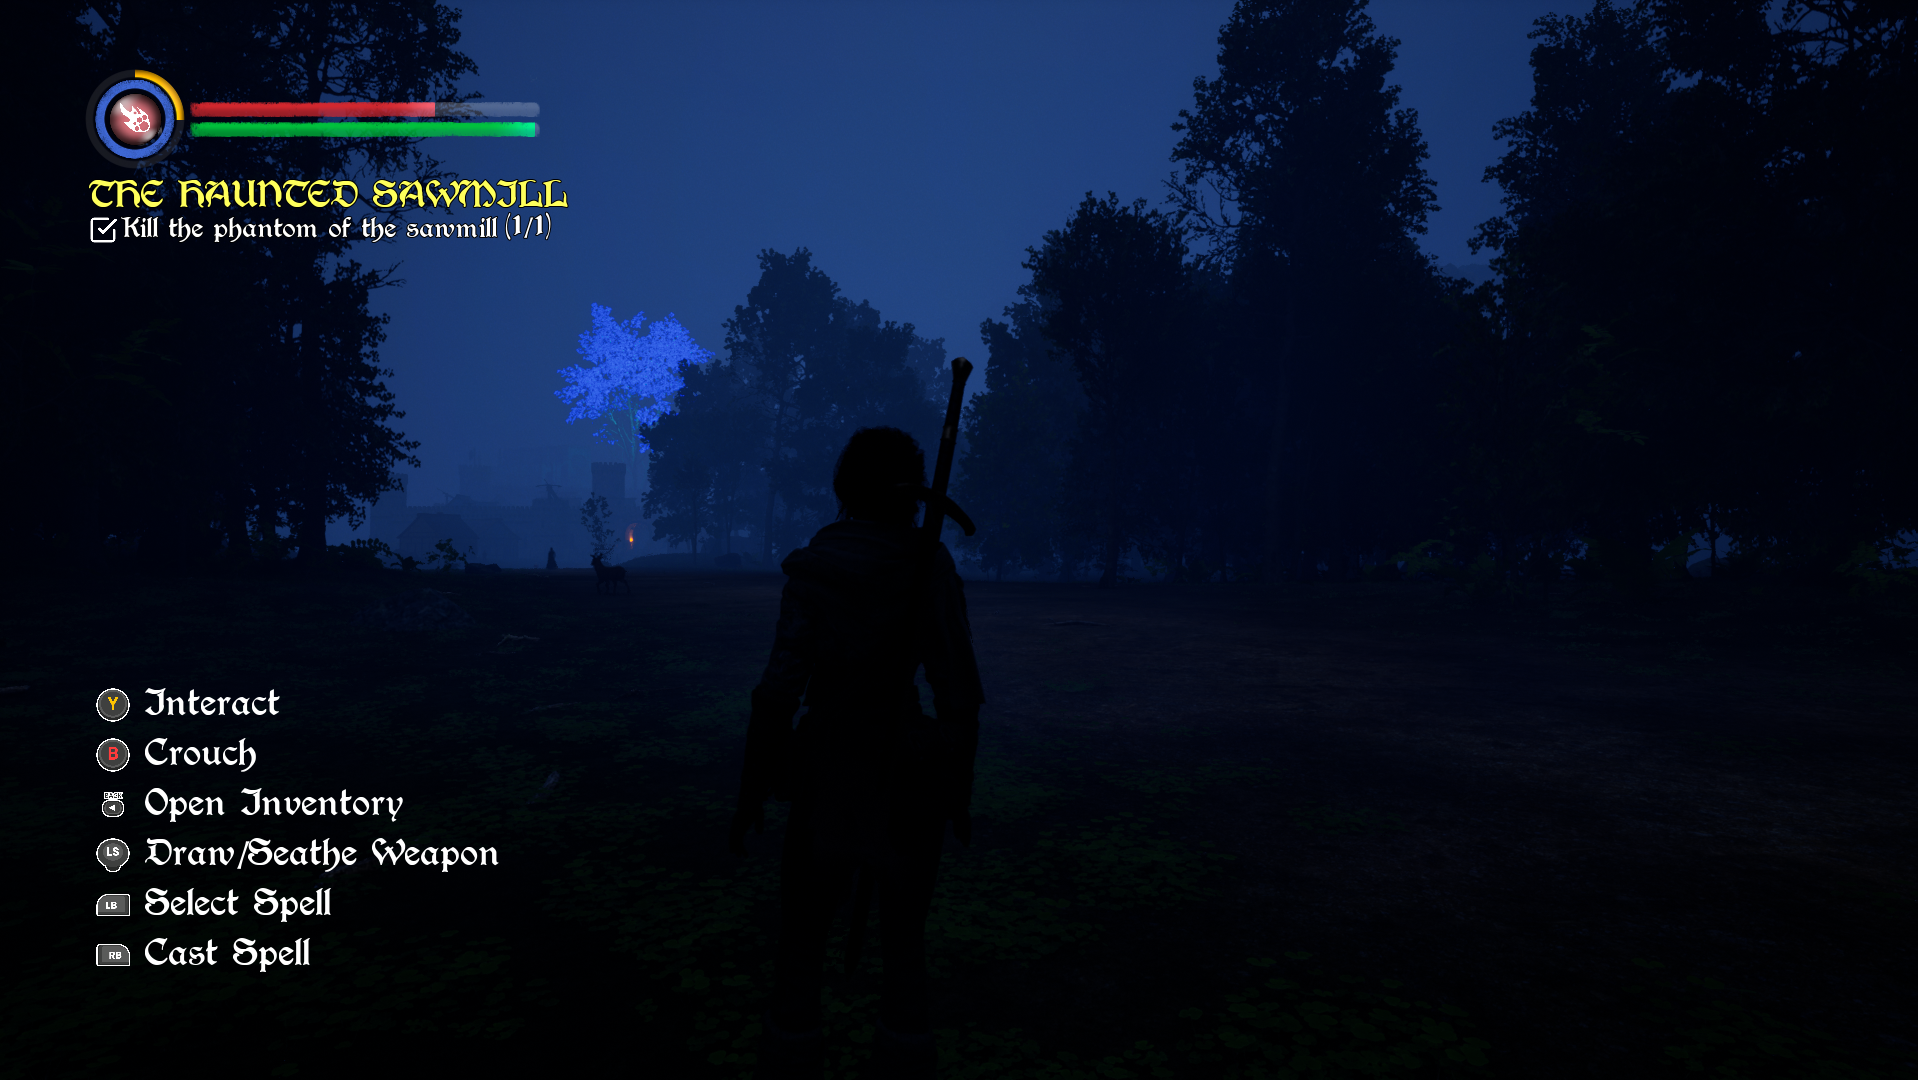 THE HAUNTED SAWMILL
Kill the phantom of the sawmill (1/1)
Y Interact
B Crouch
BACK Open Inventory
LS Draw/Seathe Weapon
LB Select Spell
RB Cast Spell